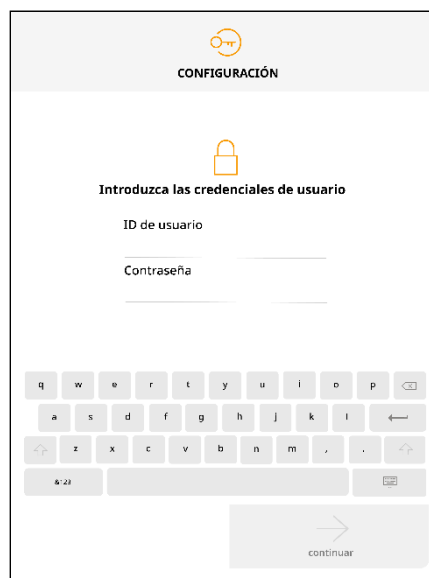 CONFIGURACIÓN
Introduzca las credenciales de usuario
ID de usuario
Contraseña
q w e r t y u i o p
a s d f g h j k l
z x c v b n m , .
&123
continuar